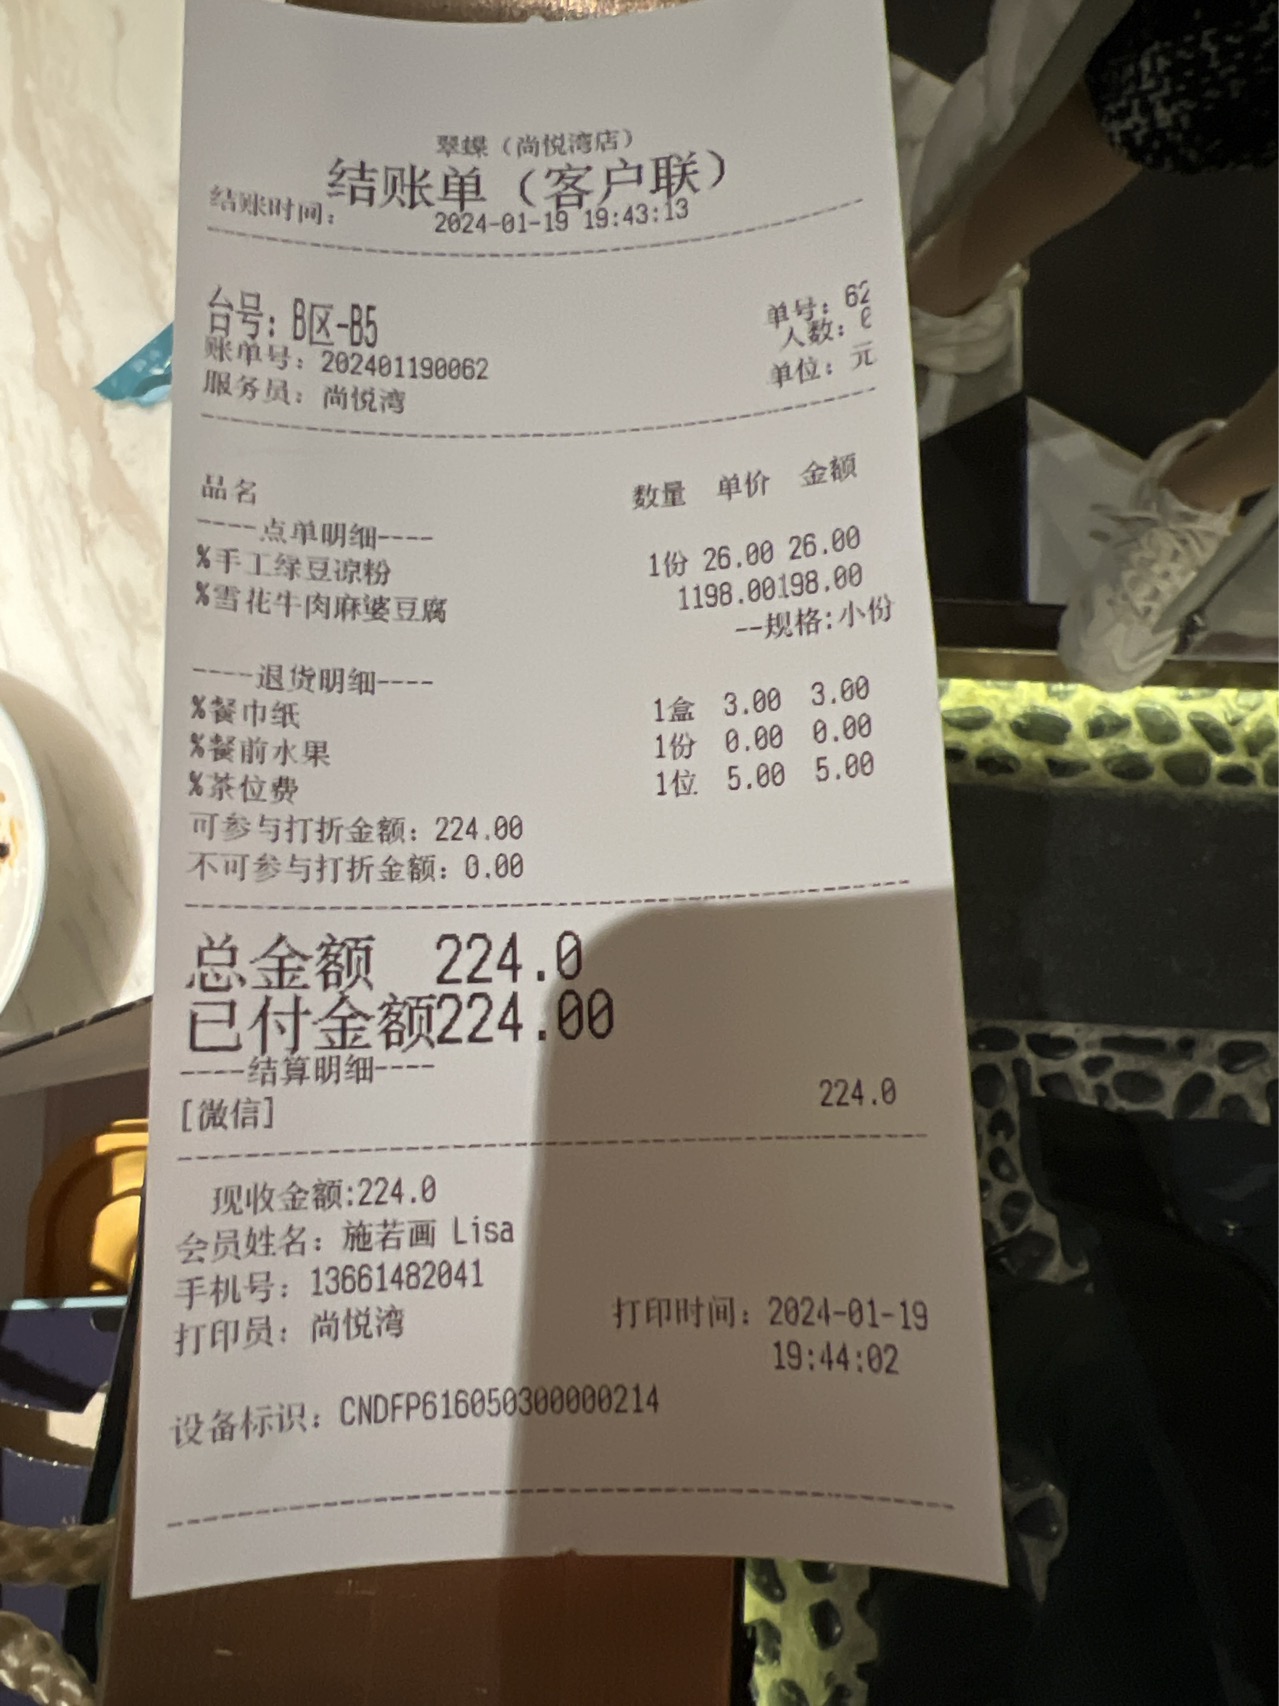 翠蝶（尚悦湾店）
结账单（客户联）
结账时间： 2024-01-19 19:43:13
台号：B区-B5 单号：62
账单号：202401190062 人数：
服务员：尚悦湾 单位：元
品名 数量 单价 金额
----点单明细----
%手工绿豆凉粉 1份 26.00 26.00
%雪花牛肉麻婆豆腐 1198.00198.00
--规格:小份
----退货明细----
%餐巾纸 1盒 3.00 3.00
%餐前水果 1份 0.00 0.00
%茶位费 1位 5.00 5.00
可参与打折金额：224.00
不可参与打折金额：0.00
总金额 224.0
已付金额224.00
----结算明细----
[微信] 224.0
现收金额:224.0
会员姓名：施若画 Lisa
手机号：13661482041
打印员：尚悦湾 打印时间：2024-01-19
19:44:02
设备标识：CNDFP616050300000214